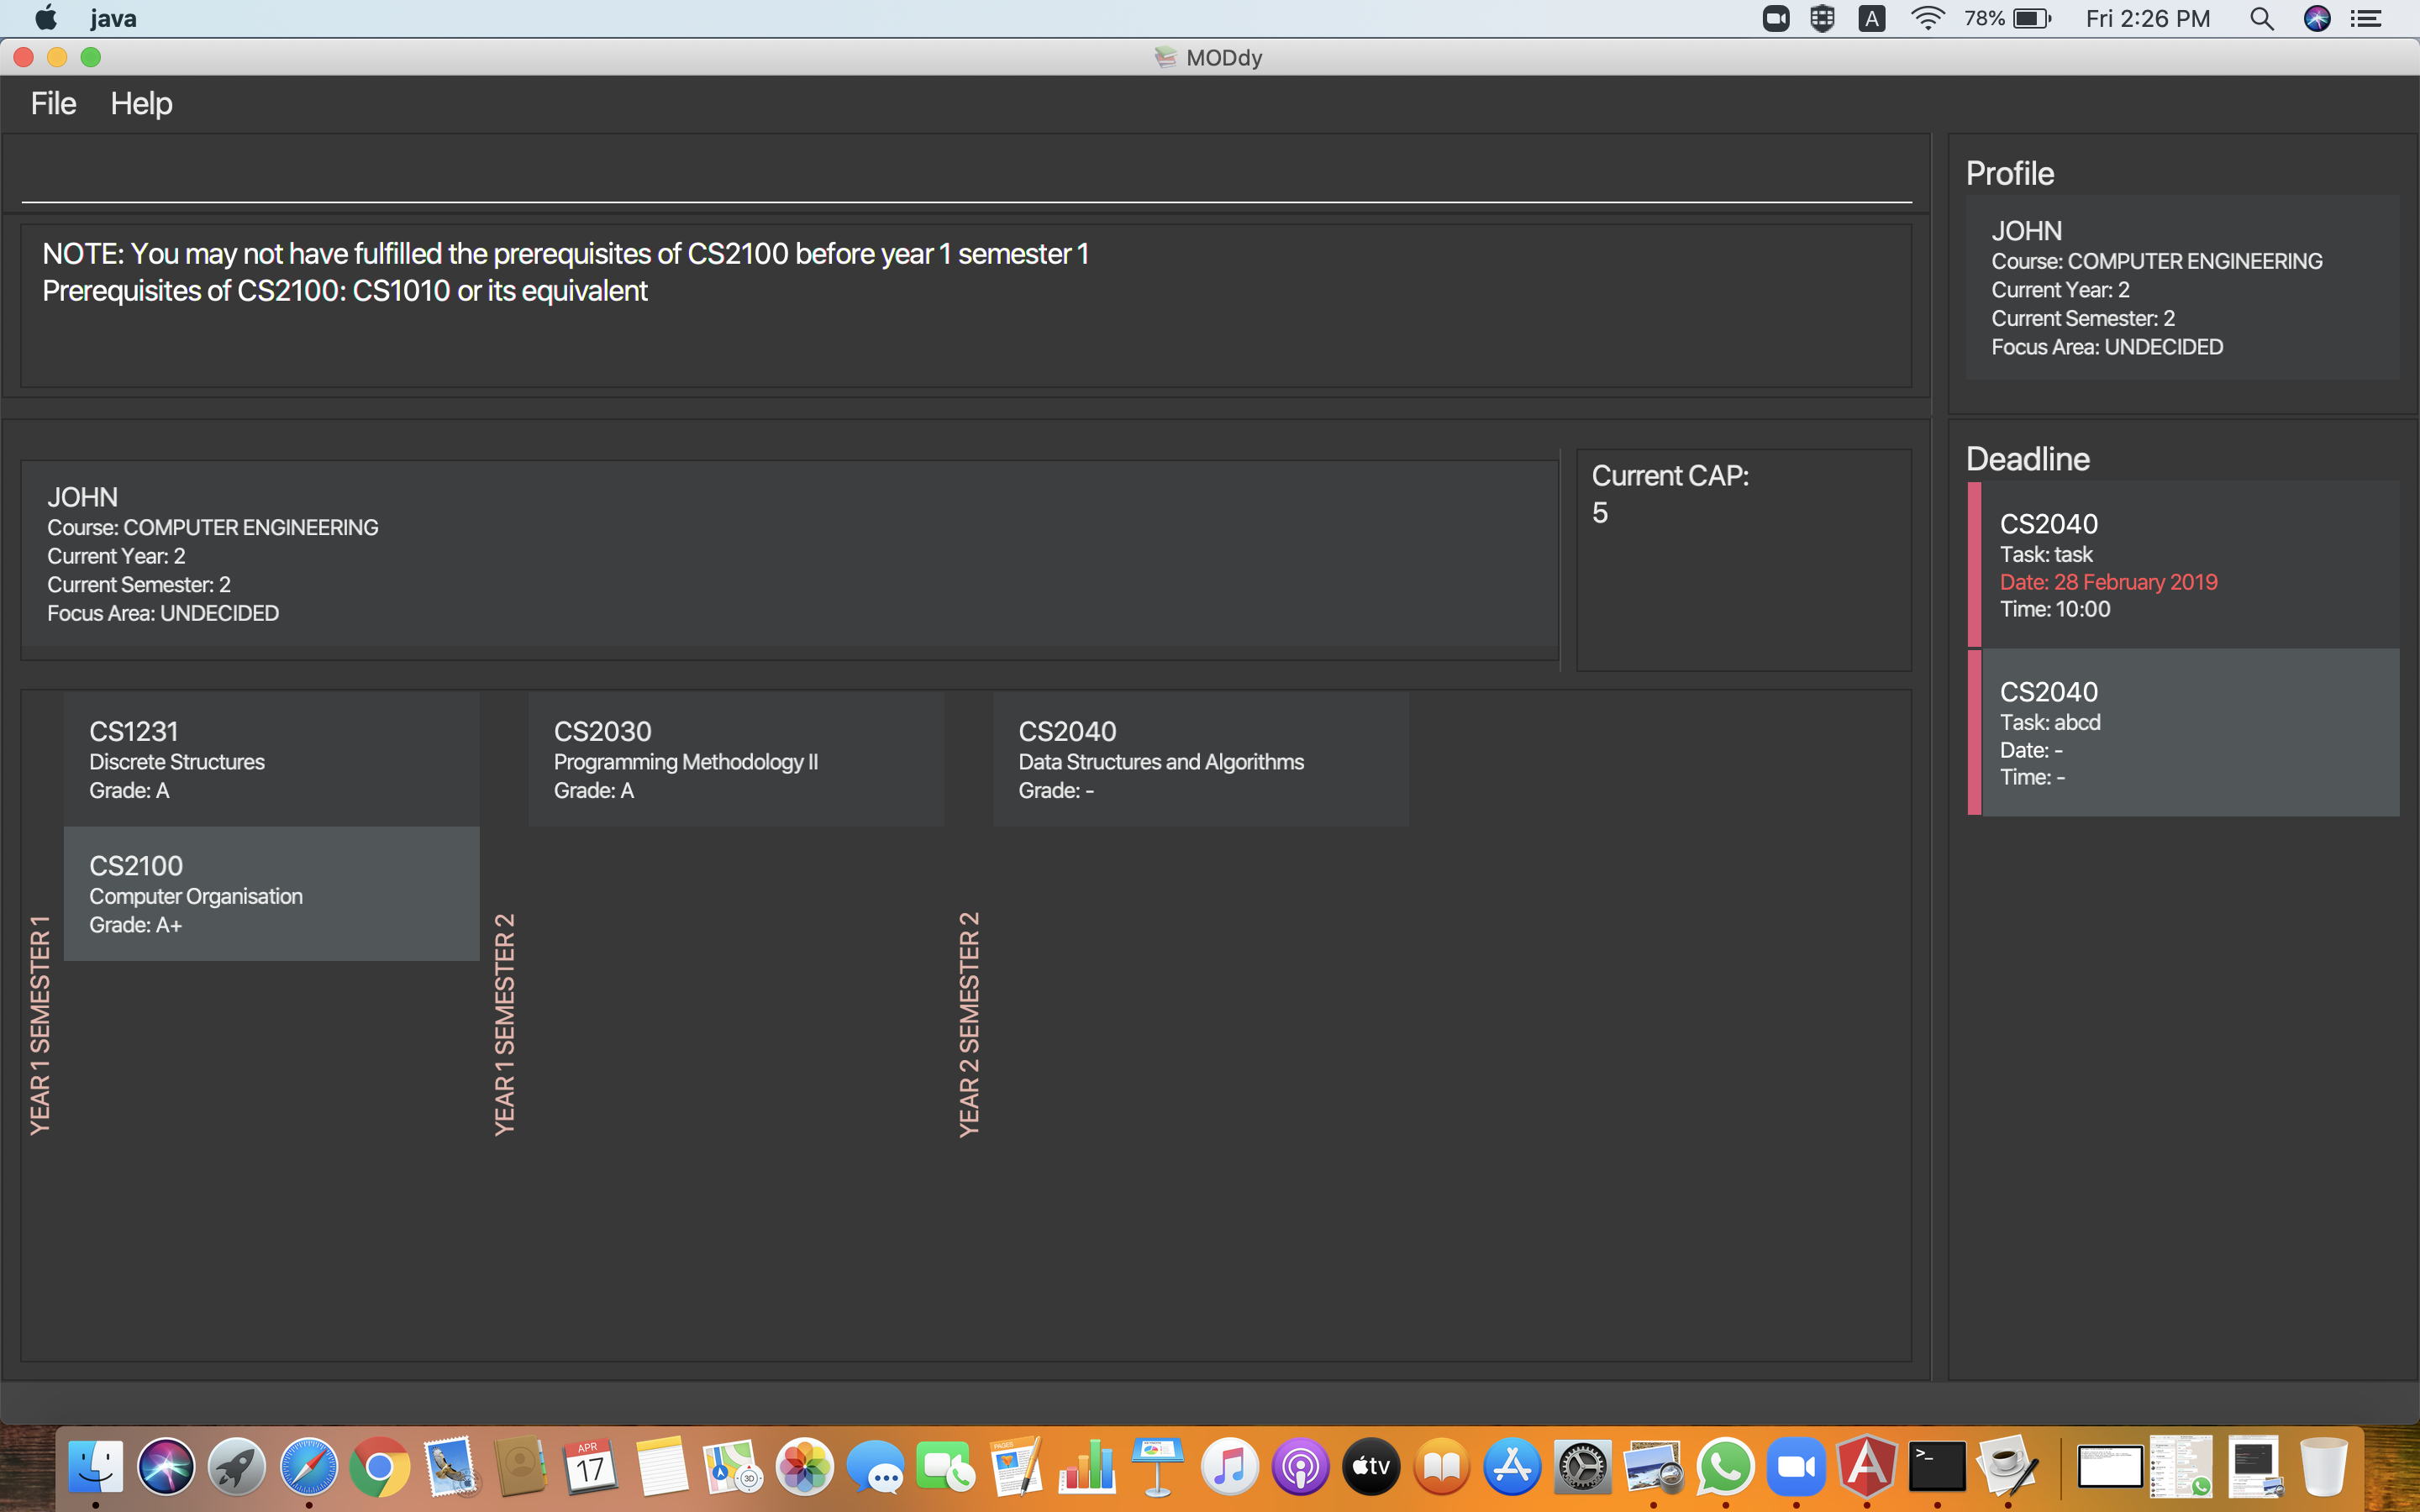 java
A
78%
Fri 2:26 PM
MODdy
File Help
NOTE: You may not have fulfilled the prerequisites of CS2100 before year 1 semester 1
Prerequisites of CS2100: CS1010 or its equivalent
Profile
JOHN
Course: COMPUTER ENGINEERING
Current Year: 2
Current Semester: 2
Focus Area: UNDECIDED
JOHN
Course: COMPUTER ENGINEERING
Current Year: 2
Current Semester: 2
Focus Area: UNDECIDED
Current CAP:
5
Deadline
CS2040
Task: task
Date: 28 February 2019
Time: 10:00
CS2040
Task: abcd
Date: -
Time: -
YEAR 1 SEMESTER 1
CS1231
Discrete Structures
Grade: A
CS2100
Computer Organisation
Grade: A+
YEAR 1 SEMESTER 2
CS2030
Programming Methodology II
Grade: A
YEAR 2 SEMESTER 2
CS2040
Data Structures and Algorithms
Grade: -
APR
17
3D
PAGES
tv
A
>_